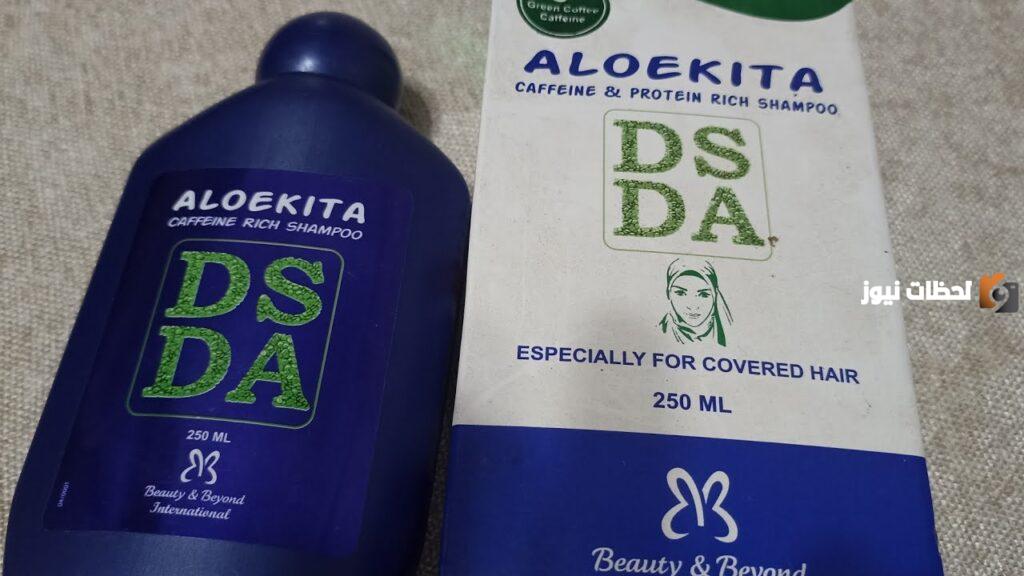 ALOEKITA
CAFFEINE RICH SHAMPOO
DS
DA
250 ML
Beauty & Beyond
International
Green Coffee
Caffeine
ALOEKITA
CAFFEINE & PROTEIN RICH SHAMPOO
DS
DA
ESPECIALLY FOR COVERED HAIR
250 ML
Beauty & Beyond
لحظات نيوز